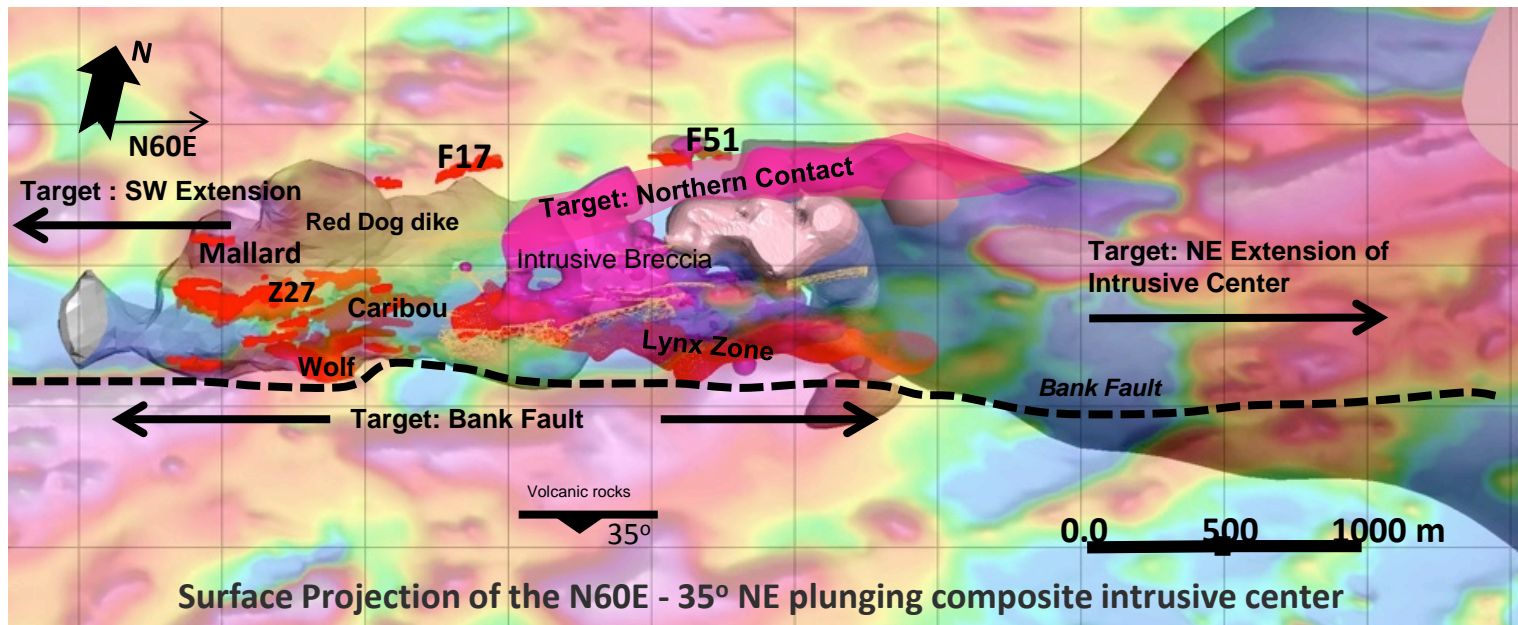 N
N60E
F17
F51
Target : SW Extension
Target: Northern Contact
Red Dog dike
Mallard
Intrusive Breccia
Target: NE Extension of
Intrusive Center
Z27
Caribou
Lynx Zone
Wolf
Bank Fault
Target: Bank Fault
Volcanic rocks
35º
0.0 500 1000 m
Surface Projection of the N60E - 35º NE plunging composite intrusive center